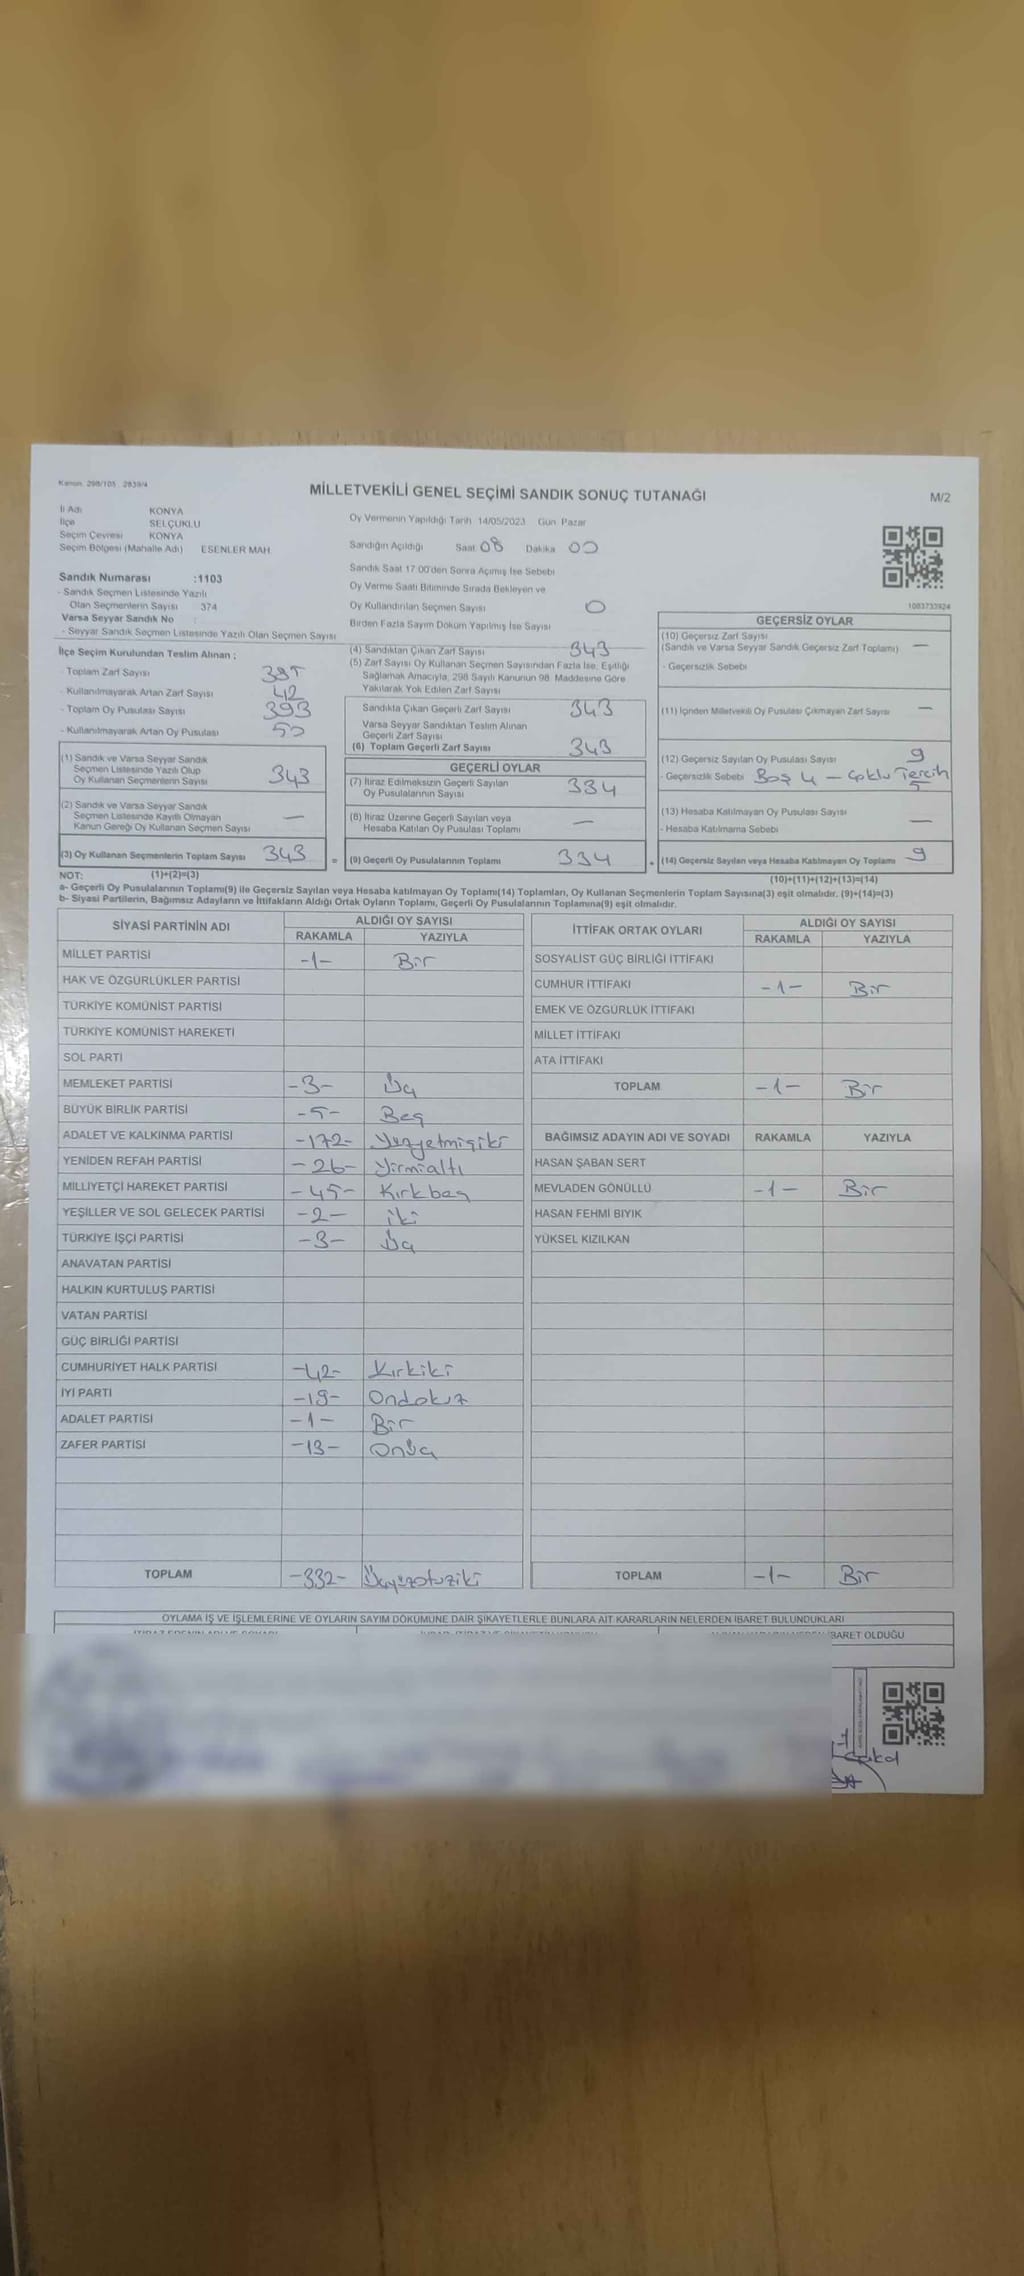 Kanun 298/105 2839/4
MİLLETVEKİLİ GENEL SEÇİMİ SANDIK SONUÇ TUTANAĞI
M/2
İl Adı KONYA
İlçe SELÇUKLU
Seçim Çevresi KONYA
Seçim Bölgesi (Mahalle Adı) ESENLER MAH.
Sandık Numarası :1103
- Sandık Seçmen Listesinde Yazılı
Olan Seçmenlerin Sayısı 374
Varsa Seyyar Sandık No
- Seyyar Sandık Seçmen Listesinde Yazılı Olan Seçmen Sayısı
Oy Vermenin Yapıldığı Tarih 14/05/2023 Gün Pazar
Sandığın Açıldığı Saat 08 Dakika 00
Sandık Saat 17:00'den Sonra Açımış İse Sebebi
Oy Verme Saati Bitiminde Sırada Bekleyen ve
Oy Kullandırılan Seçmen Sayısı 0
Birden Fazla Sayım Döküm Yapılmış İse Sayısı
1083733924
İlçe Seçim Kurulundan Teslim Alınan ;
- Toplam Zarf Sayısı 385
- Kullanılmayarak Artan Zarf Sayısı 42
- Toplam Oy Pusulası Sayısı 393
- Kullanılmayarak Artan Oy Pusulası 50
(1) Sandık ve Varsa Seyyar Sandık
Seçmen Listesinde Yazılı Olup
Oy Kullanan Seçmenlerin Sayısı 343
(2) Sandık ve Varsa Seyyar Sandık
Seçmen Listesinde Kayıtlı Olmayan
Kanun Gereği Oy Kullanan Seçmen Sayısı —
(3) Oy Kullanan Seçmenlerin Toplam Sayısı 343 =
(4) Sandıktan Çıkan Zarf Sayısı 343
(5) Zarf Sayısı Oy Kullanan Seçmen Sayısından Fazla İse, Eşitliği
Sağlamak Amacıyla, 298 Sayılı Kanunun 98. Maddesine Göre
Yakılarak Yok Edilen Zarf Sayısı
Sandıkta Çıkan Geçerli Zarf Sayısı 343
Varsa Seyyar Sandıktan Teslim Alınan
Geçerli Zarf Sayısı
(6) Toplam Geçerli Zarf Sayısı 343
GEÇERLİ OYLAR
(7) İtiraz Edilmeksizin Geçerli Sayılan
Oy Pusulalarının Sayısı 334
(8) İtiraz Üzerine Geçerli Sayılan veya
Hesaba Katılan Oy Pusulası Toplamı —
(9) Geçerli Oy Pusulalarının Toplamı 334
GEÇERSİZ OYLAR
(10) Geçersiz Zarf Sayısı
(Sandık ve Varsa Seyyar Sandık Geçersiz Zarf Toplamı) —
- Geçersizlik Sebebi
(11) İçinden Milletvekili Oy Pusulası Çıkmayan Zarf Sayısı —
(12) Geçersiz Sayılan Oy Pusulası Sayısı 9
- Geçersizlik Sebebi Boş 4 — Çoklu Tercih
5
(13) Hesaba Katılmayan Oy Pusulası Sayısı —
- Hesaba Katılmama Sebebi
(14) Geçersiz Sayılan veya Hesaba Katılmayan Oy Toplamı 9
NOT: (1)+(2)=(3)
(10)+(11)+(12)+(13)=(14)
a- Geçerli Oy Pusulalarının Toplamı(9) ile Geçersiz Sayılan veya Hesaba katılmayan Oy Toplamı(14) Toplamları, Oy Kullanan Seçmenlerin Toplam Sayısına(3) eşit olmalıdır. (9)+(14)=(3)
b- Siyasi Partilerin, Bağımsız Adayların ve İttifakların Aldığı Ortak Oyların Toplamı, Geçerli Oy Pusulalarının Toplamına(9) eşit olmalıdır.
SİYASİ PARTİNİN ADI
ALDIĞI OY SAYISI
RAKAMLA YAZIYLA
MİLLET PARTİSİ -1- Bir
HAK VE ÖZGÜRLÜKLER PARTİSİ
TÜRKİYE KOMÜNİST PARTİSİ
TÜRKİYE KOMÜNİST HAREKETİ
SOL PARTİ
MEMLEKET PARTİSİ -3- Üç
BÜYÜK BİRLİK PARTİSİ -5- Beş
ADALET VE KALKINMA PARTİSİ -172- Yüzyetmişiki
YENİDEN REFAH PARTİSİ -26- Yirmialtı
MİLLİYETÇİ HAREKET PARTİSİ -45- Kırkbeş
YEŞİLLER VE SOL GELECEK PARTİSİ -2- iki
TÜRKİYE İŞÇİ PARTİSİ -3- Üç
ANAVATAN PARTİSİ
HALKIN KURTULUŞ PARTİSİ
VATAN PARTİSİ
GÜÇ BİRLİĞİ PARTİSİ
CUMHURİYET HALK PARTİSİ -42- Kırkiki
İYİ PARTİ -19- Ondokuz
ADALET PARTİSİ -1- Bir
ZAFER PARTİSİ -13- Onüç
TOPLAM -332- Üçyüzotuziki
İTTİFAK ORTAK OYLARI
ALDIĞI OY SAYISI
RAKAMLA YAZIYLA
SOSYALİST GÜÇ BİRLİĞİ İTTİFAKI
CUMHUR İTTİFAKI -1- Bir
EMEK VE ÖZGÜRLÜK İTTİFAKI
MİLLET İTTİFAKI
ATA İTTİFAKI
TOPLAM -1- Bir
BAĞIMSIZ ADAYIN ADI VE SOYADI RAKAMLA YAZIYLA
HASAN ŞABAN SERT
MEVLADEN GÖNÜLLÜ -1- Bir
HASAN FEHMİ BIYIK
YÜKSEL KIZILKAN
TOPLAM -1- Bir
OYLAMA İŞ VE İŞLEMLERİNE VE OYLARIN SAYIM DÖKÜMÜNE DAİR ŞİKAYETLERLE BUNLARA AİT KARARLARIN NELERDEN İBARET BULUNDUKLARI
İBARET OLDUĞU